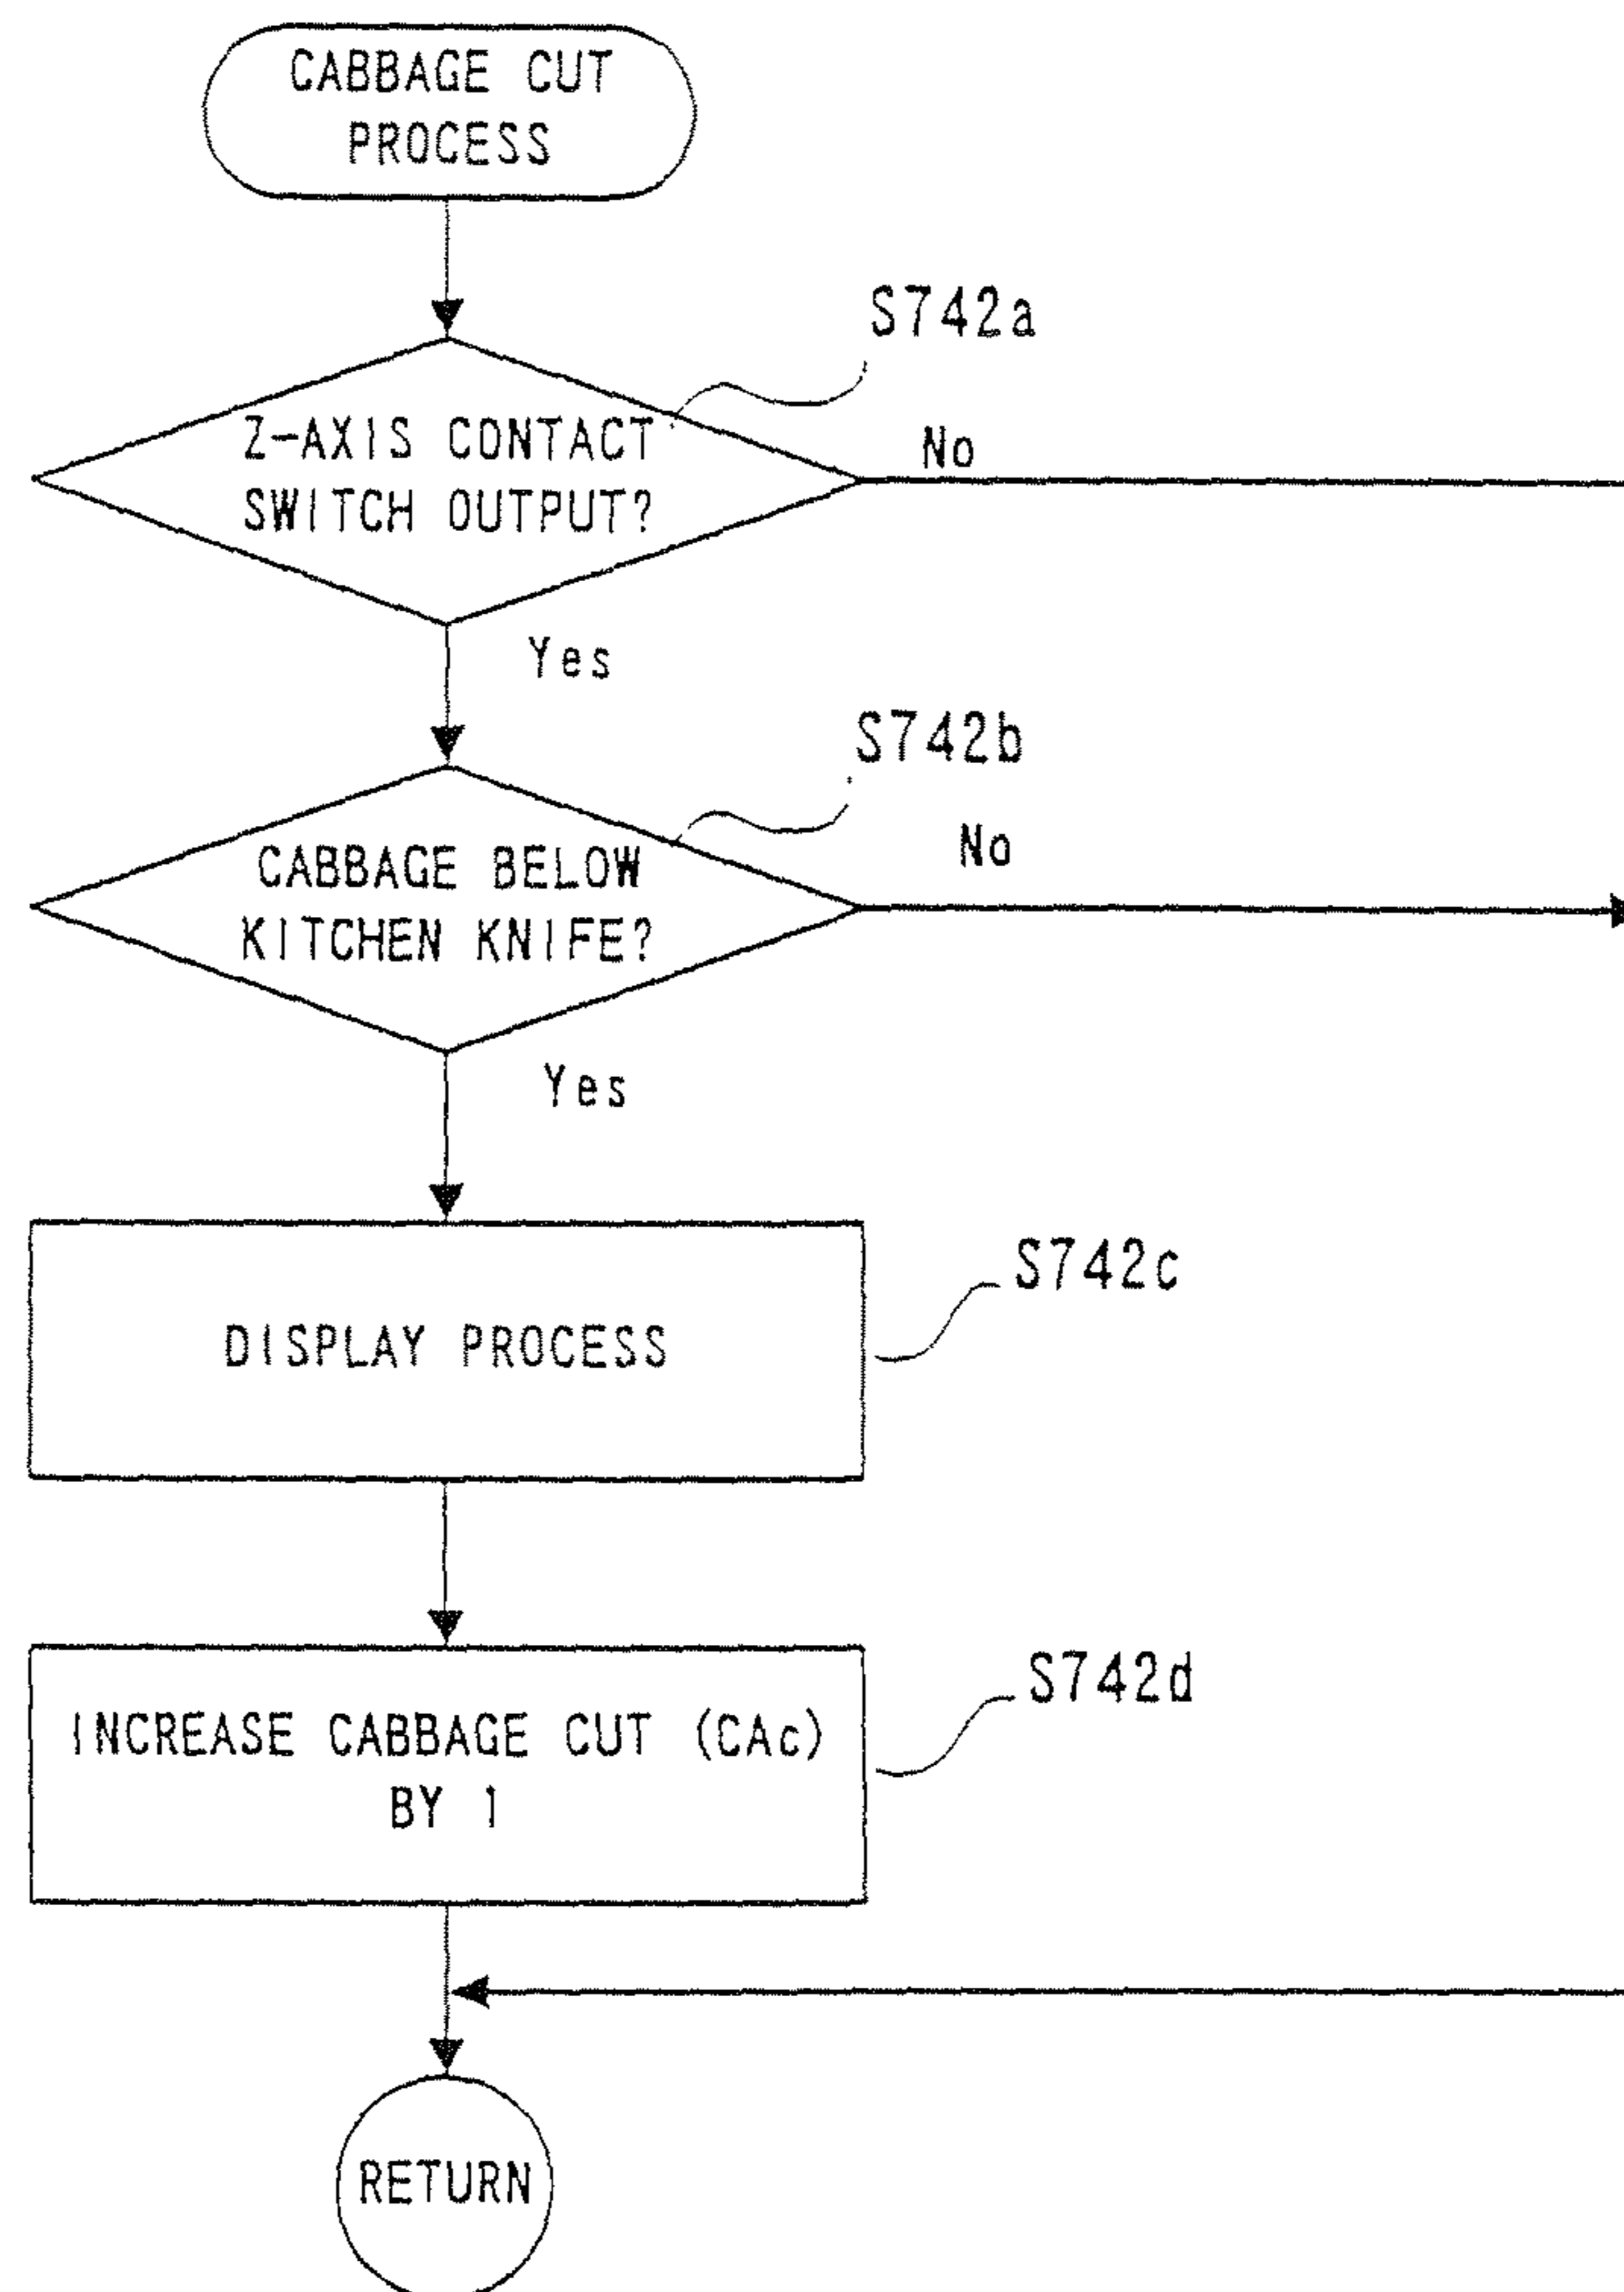 CABBAGE CUT
PROCESS
S742a
Z-AXIS CONTACT
SWITCH OUTPUT?
No
Yes
S742b
CABBAGE BELOW
KITCHEN KNIFE?
No
Yes
S742c
DISPLAY PROCESS
S742d
INCREASE CABBAGE CUT (CAc)
BY 1
RETURN